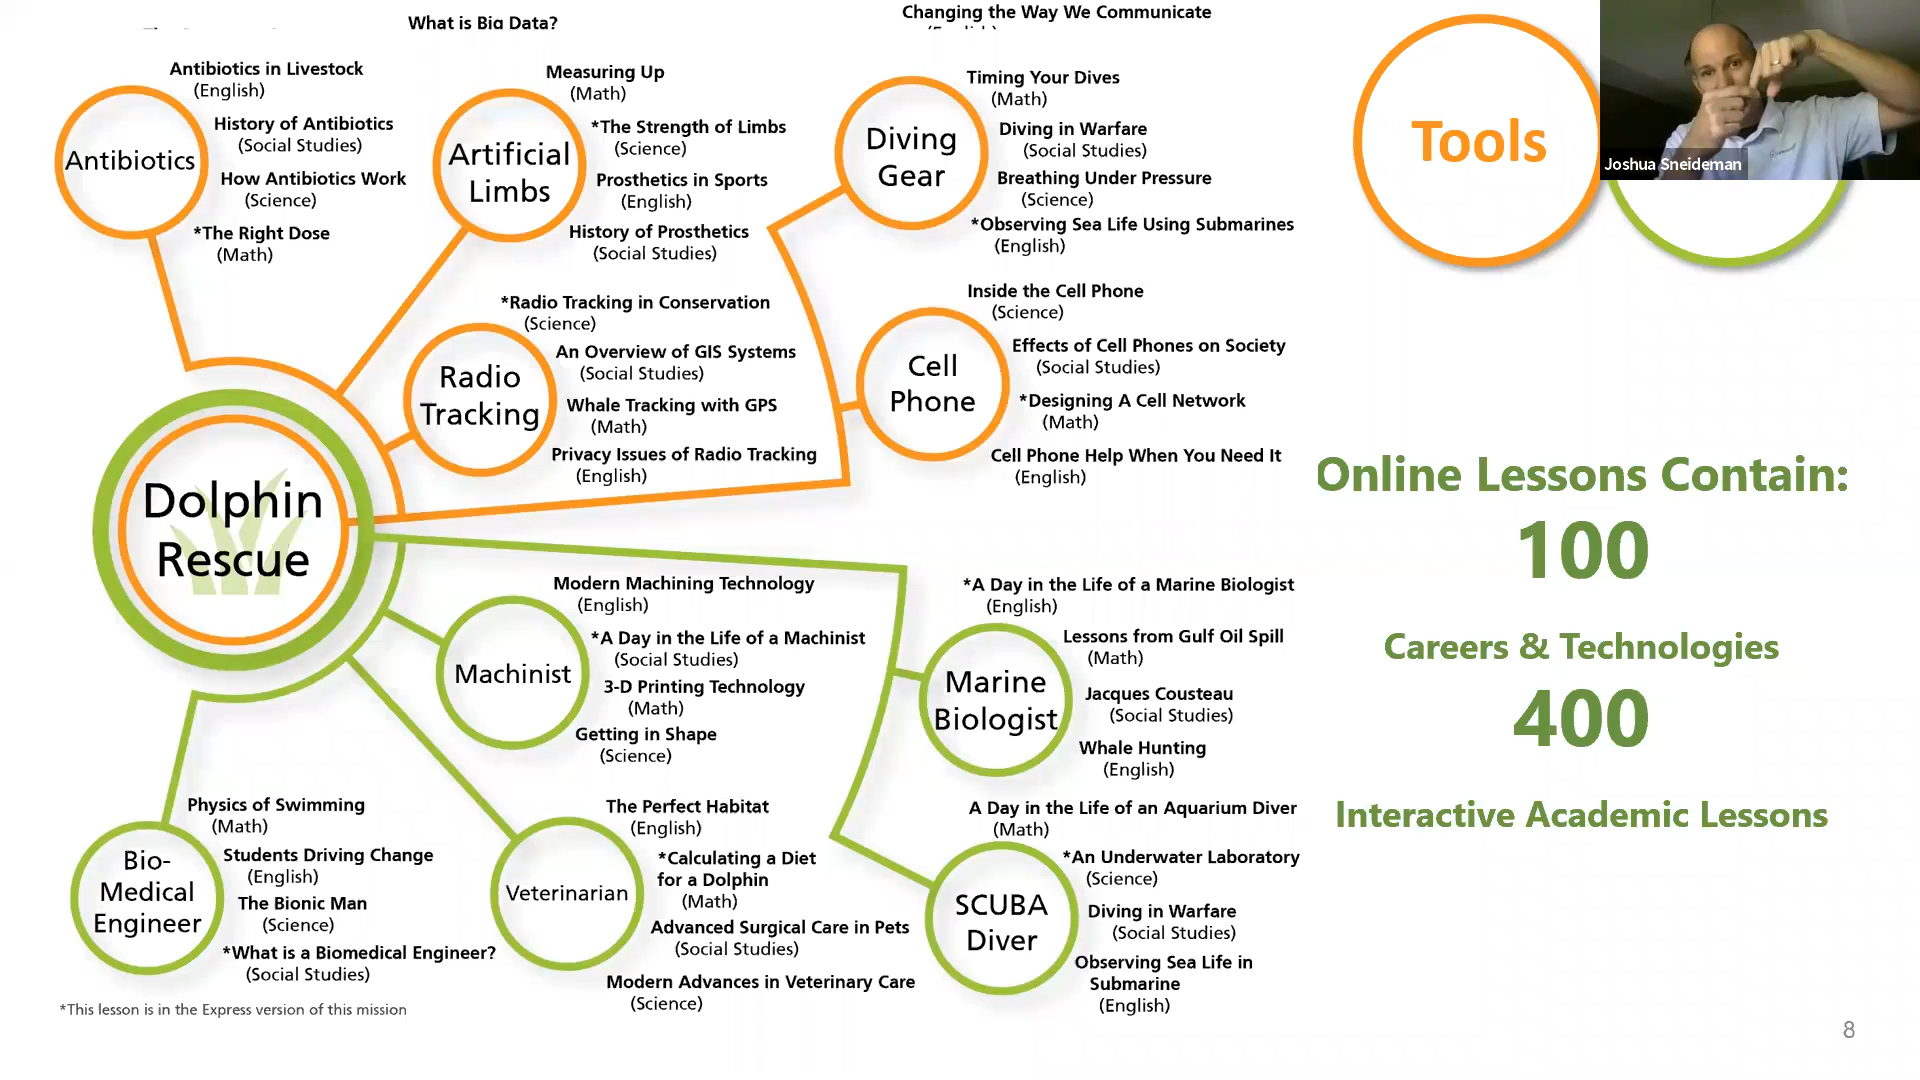 What is Big Data?
Changing the Way We Communicate
Antibiotics in Livestock
(English)
History of Antibiotics
(Social Studies)
How Antibiotics Work
(Science)
*The Right Dose
(Math)
Antibiotics
Measuring Up
(Math)
*The Strength of Limbs
(Science)
Prosthetics in Sports
(English)
History of Prosthetics
(Social Studies)
Artificial
Limbs
Timing Your Dives
(Math)
Diving in Warfare
(Social Studies)
Breathing Under Pressure
(Science)
*Observing Sea Life Using Submarines
(English)
Diving
Gear
Tools
Joshua Sneideman
*Radio Tracking in Conservation
(Science)
An Overview of GIS Systems
(Social Studies)
Whale Tracking with GPS
(Math)
Privacy Issues of Radio Tracking
(English)
Radio
Tracking
Inside the Cell Phone
(Science)
Effects of Cell Phones on Society
(Social Studies)
*Designing A Cell Network
(Math)
Cell Phone Help When You Need It
(English)
Cell
Phone
Dolphin
Rescue
Online Lessons Contain:
100
Careers & Technologies
400
Interactive Academic Lessons
Modern Machining Technology
(English)
*A Day in the Life of a Machinist
(Social Studies)
3-D Printing Technology
(Math)
Getting in Shape
(Science)
Machinist
*A Day in the Life of a Marine Biologist
(English)
Lessons from Gulf Oil Spill
(Math)
Jacques Cousteau
(Social Studies)
Whale Hunting
(English)
Marine
Biologist
Physics of Swimming
(Math)
Students Driving Change
(English)
The Bionic Man
(Science)
*What is a Biomedical Engineer?
(Social Studies)
Bio-
Medical
Engineer
The Perfect Habitat
(English)
*Calculating a Diet
for a Dolphin
(Math)
Advanced Surgical Care in Pets
(Social Studies)
Modern Advances in Veterinary Care
(Science)
Veterinarian
A Day in the Life of an Aquarium Diver
(Math)
*An Underwater Laboratory
(Science)
Diving in Warfare
(Social Studies)
Observing Sea Life in
Submarine
(English)
SCUBA
Diver
*This lesson is in the Express version of this mission
8